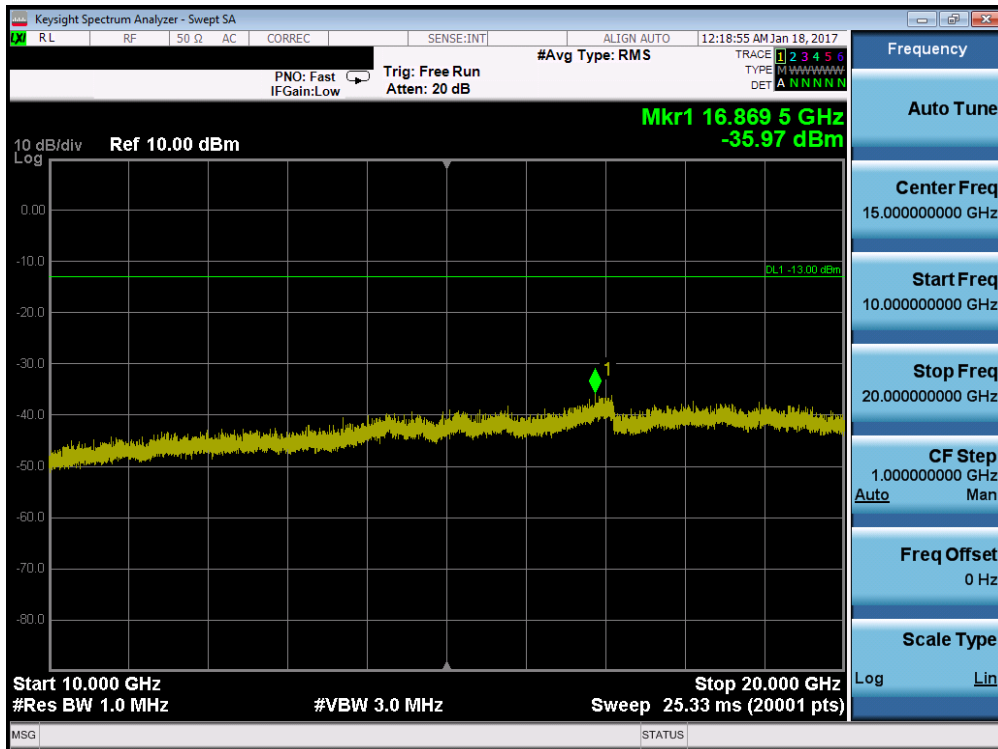 Keysight Spectrum Analyzer - Swept SA
LXI RL RF 50 Ω AC CORREC SENSE:INT ALIGN AUTO 12:18:55 AM Jan 18, 2017
#Avg Type: RMS TRACE 1 2 3 4 5 6
PNO: Fast Trig: Free Run TYPE M WWWWW
IFGain:Low Atten: 20 dB DET A N N N N N
Mkr1 16.869 5 GHz
-35.97 dBm
10 dB/div Ref 10.00 dBm
Log
0.00
-10.0
DL1 -13.00 dBm
-20.0
-30.0
1
-40.0
-50.0
-60.0
-70.0
-80.0
Start 10.000 GHz Stop 20.000 GHz
#Res BW 1.0 MHz #VBW 3.0 MHz Sweep 25.33 ms (20001 pts)
MSG STATUS
Frequency
Auto Tune
Center Freq
15.000000000 GHz
Start Freq
10.000000000 GHz
Stop Freq
20.000000000 GHz
CF Step
1.000000000 GHz
Auto Man
Freq Offset
0 Hz
Scale Type
Log Lin